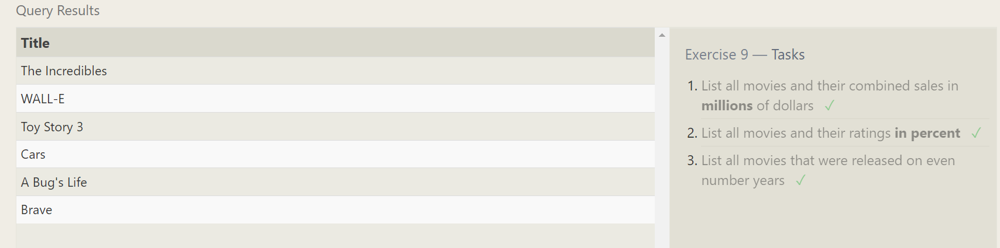 Query Results
Title
The Incredibles
WALL-E
Toy Story 3
Cars
A Bug's Life
Brave
Exercise 9 — Tasks
1. List all movies and their combined sales in
millions of dollars ✓
2. List all movies and their ratings in percent ✓
3. List all movies that were released on even
number years ✓